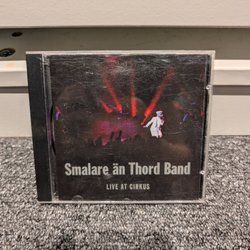 Smalare än Thord Band
LIVE AT CIRKUS